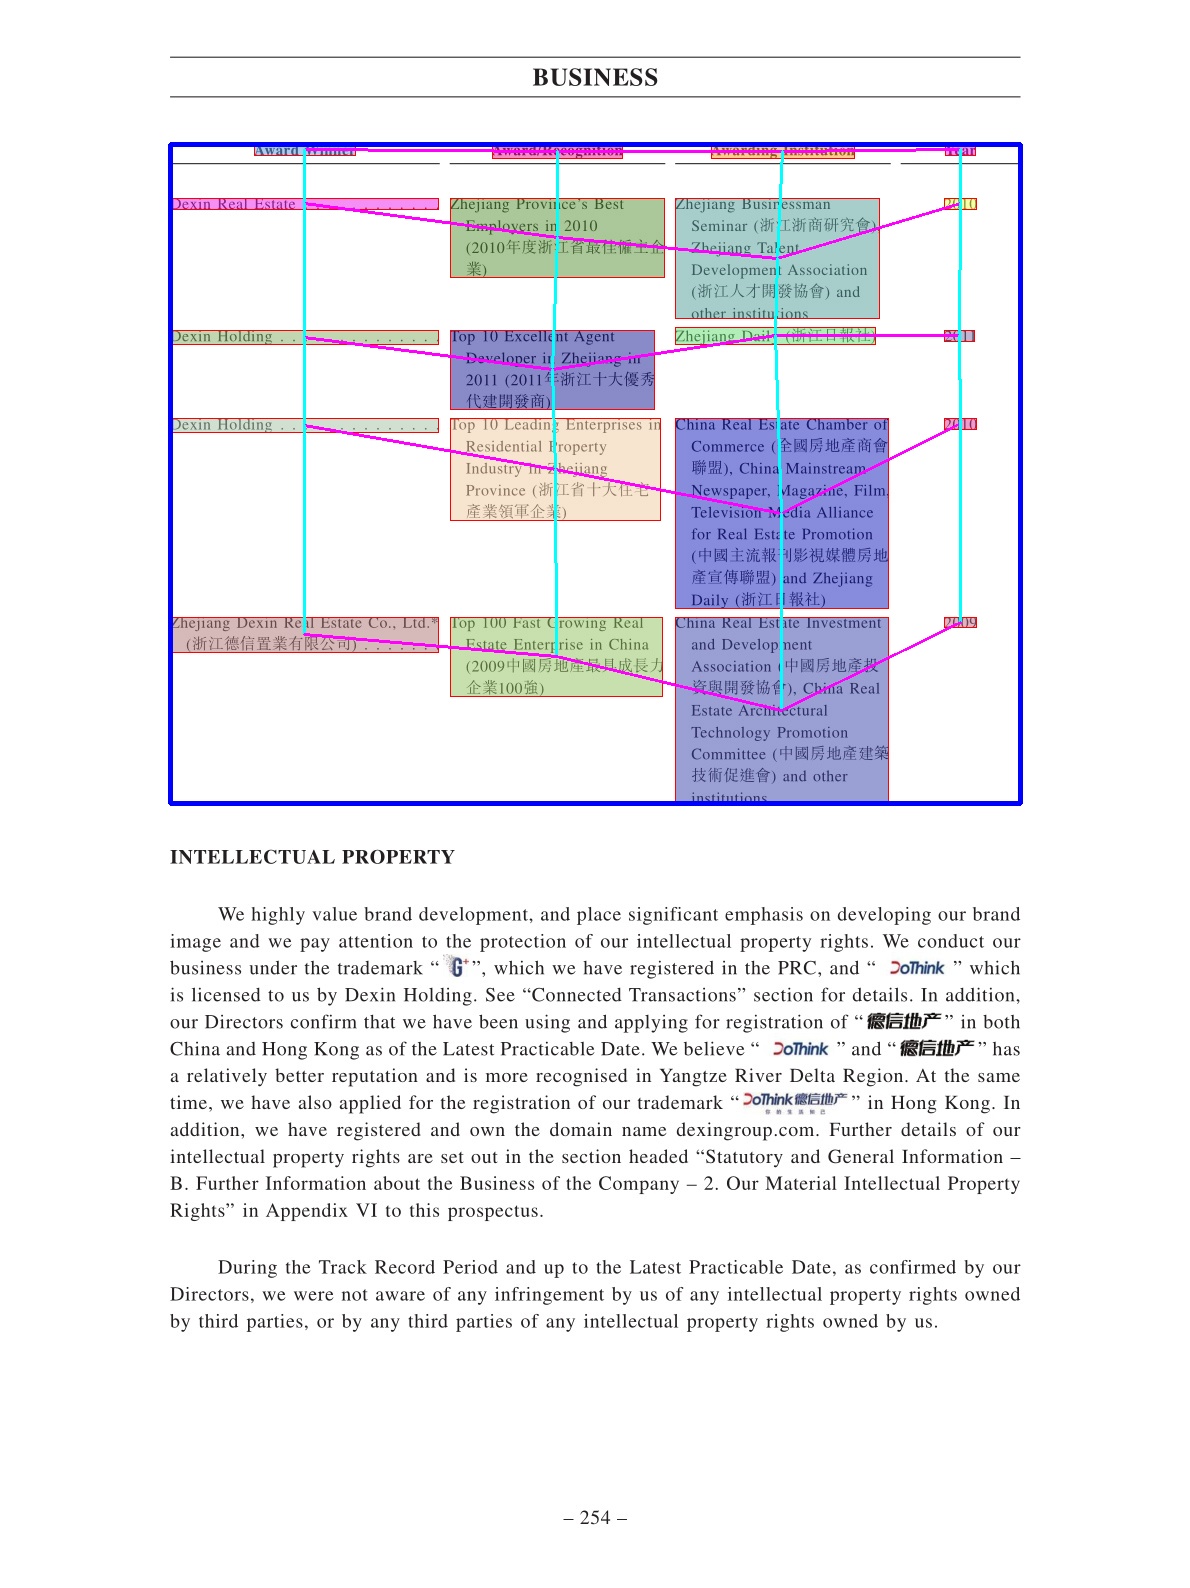 BUSINESS
Award Winner Award/Recognition Awarding Institution Year
Dexin Real Estate . . . . . . . . . . . . Zhejiang Province’s Best Zhejiang Businessman 2010
Employers in 2010 Seminar (浙江浙商研究會)
(2010年度浙江省最佳僱主企 Zhejiang Talent
業) Development Association
(浙江人才開發協會) and
other institutions
Dexin Holding . . . . . . . . . . . . . . Top 10 Excellent Agent Zhejiang Daily (浙江日報社) 2011
Developer in Zhejiang in
2011 (2011年浙江十大優秀
代建開發商)
Dexin Holding . . . . . . . . . . . . . . Top 10 Leading Enterprises in China Real Estate Chamber of 2010
Residential Property Commerce (全國房地產商會
Industry in Zhejiang 聯盟), China Mainstream
Province (浙江省十大住宅 Newspaper, Magazine, Film,
產業領軍企業) Television Media Alliance
for Real Estate Promotion
(中國主流報刊影視媒體房地
產宣傳聯盟) and Zhejiang
Daily (浙江日報社)
Zhejiang Dexin Real Estate Co., Ltd.* Top 100 Fast Growing Real China Real Estate Investment 2009
(浙江德信置業有限公司) . . . . . . Estate Enterprise in China and Development
(2009中國房地產最具成長力 Association (中國房地產投
企業100強) 資與開發協會), China Real
Estate Architectural
Technology Promotion
Committee (中國房地產建築
技術促進會) and other
institutions
INTELLECTUAL PROPERTY
We highly value brand development, and place significant emphasis on developing our brand
image and we pay attention to the protection of our intellectual property rights. We conduct our
business under the trademark “ G+ ”, which we have registered in the PRC, and “ DoThink ” which
is licensed to us by Dexin Holding. See “Connected Transactions” section for details. In addition,
our Directors confirm that we have been using and applying for registration of “德信地产” in both
China and Hong Kong as of the Latest Practicable Date. We believe “ DoThink ” and “德信地产” has
a relatively better reputation and is more recognised in Yangtze River Delta Region. At the same
time, we have also applied for the registration of our trademark “DoThink德信地产” in Hong Kong. In
addition, we have registered and own the domain name dexingroup.com. Further details of our
intellectual property rights are set out in the section headed “Statutory and General Information –
B. Further Information about the Business of the Company – 2. Our Material Intellectual Property
Rights” in Appendix VI to this prospectus.
During the Track Record Period and up to the Latest Practicable Date, as confirmed by our
Directors, we were not aware of any infringement by us of any intellectual property rights owned
by third parties, or by any third parties of any intellectual property rights owned by us.
– 254 –